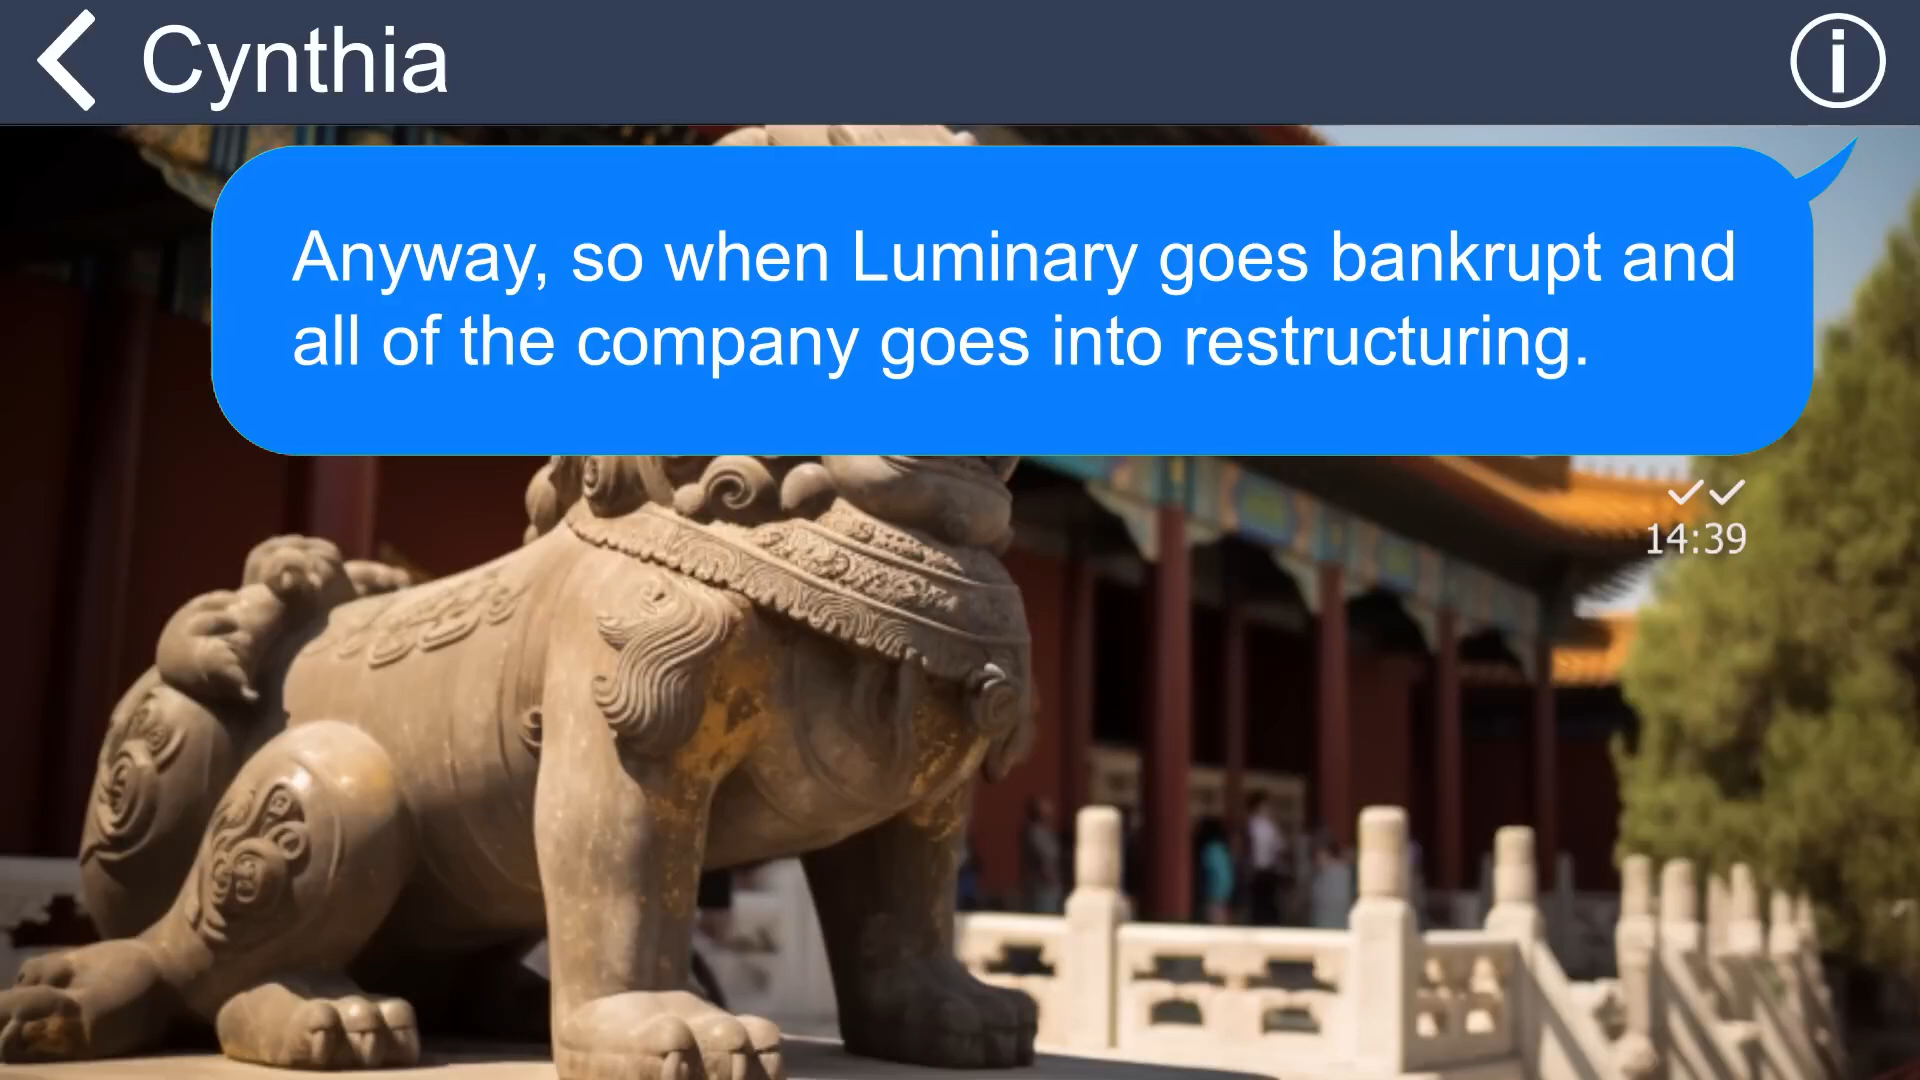 Cynthia
Anyway, so when Luminary goes bankrupt and
all of the company goes into restructuring.
14:39